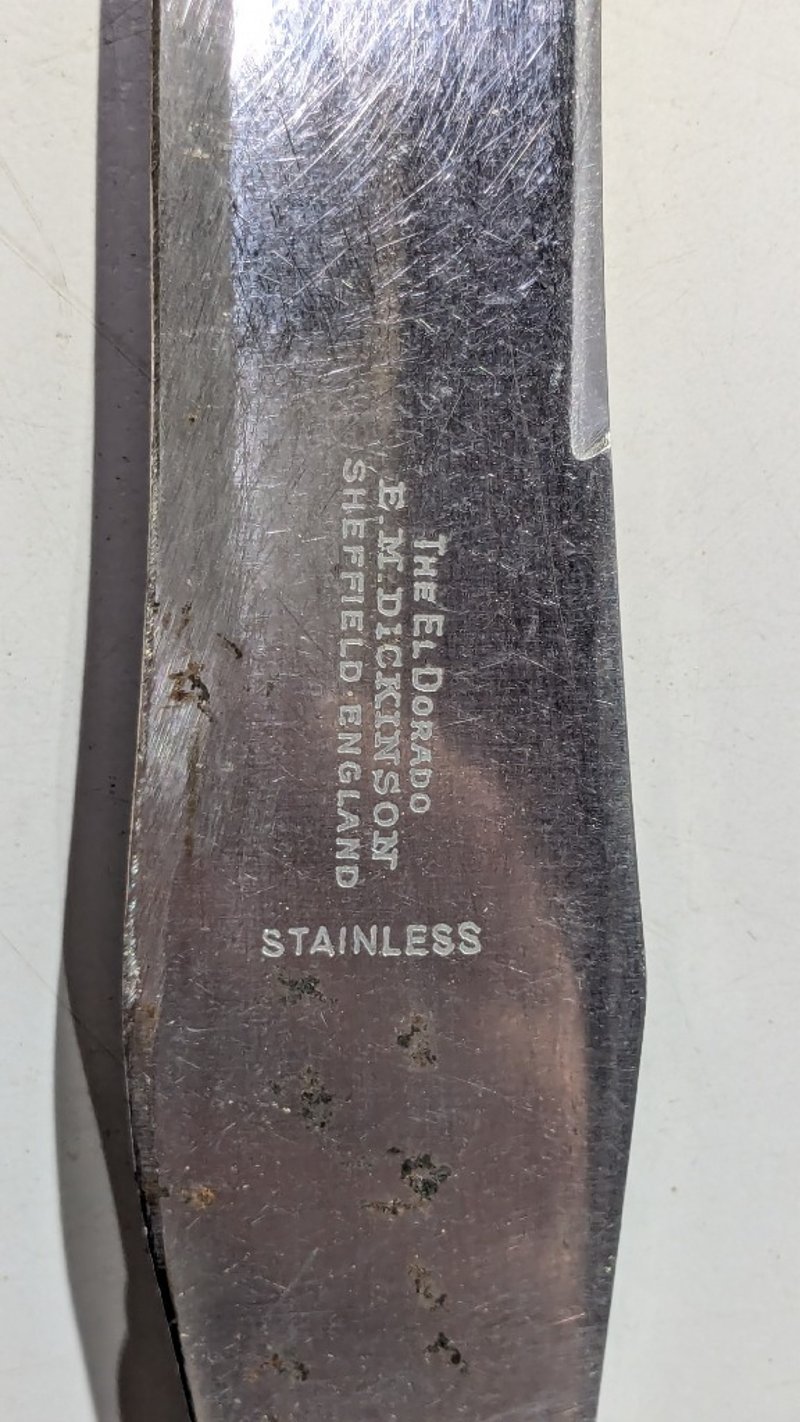 THE EL DORADO
E.M.DICKINSON
SHEFFIELD·ENGLAND
STAINLESS